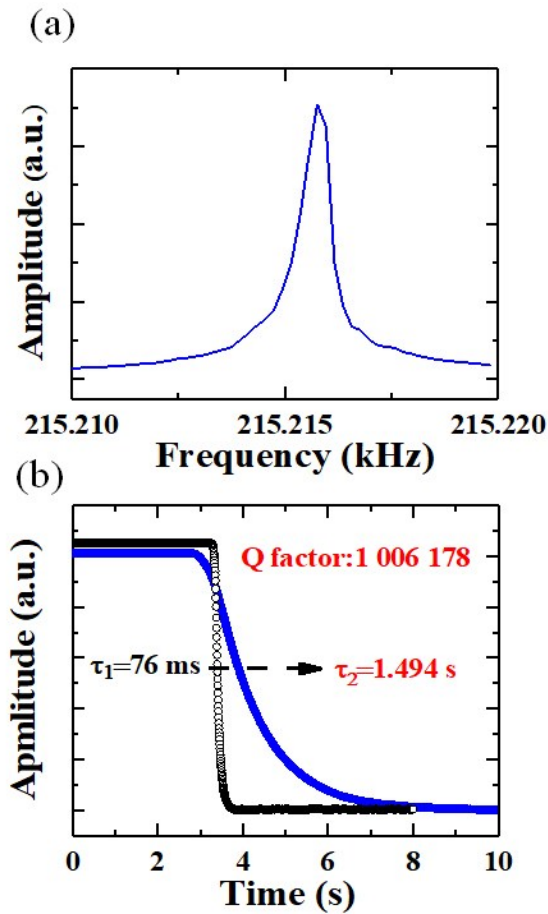 (a)
Amplitude (a.u.)
215.210 215.215 215.220
Frequency (kHz)
(b)
Apmlitude (a.u.)
Q factor:1 006 178
τ₁=76 ms
τ₂=1.494 s
0 2 4 6 8 10
Time (s)